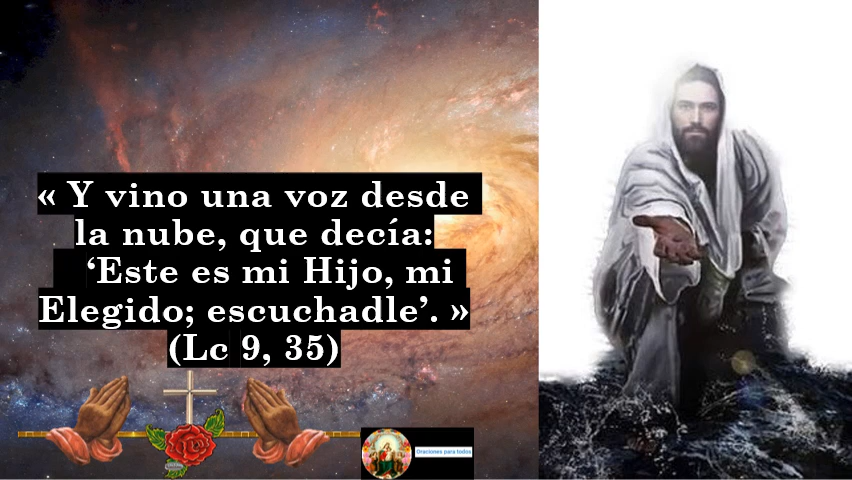 « Y vino una voz desde
la nube, que decía:
‘Este es mi Hijo, mi
Elegido; escuchadle’. »
(Lc 9, 35)
Oraciones para todos